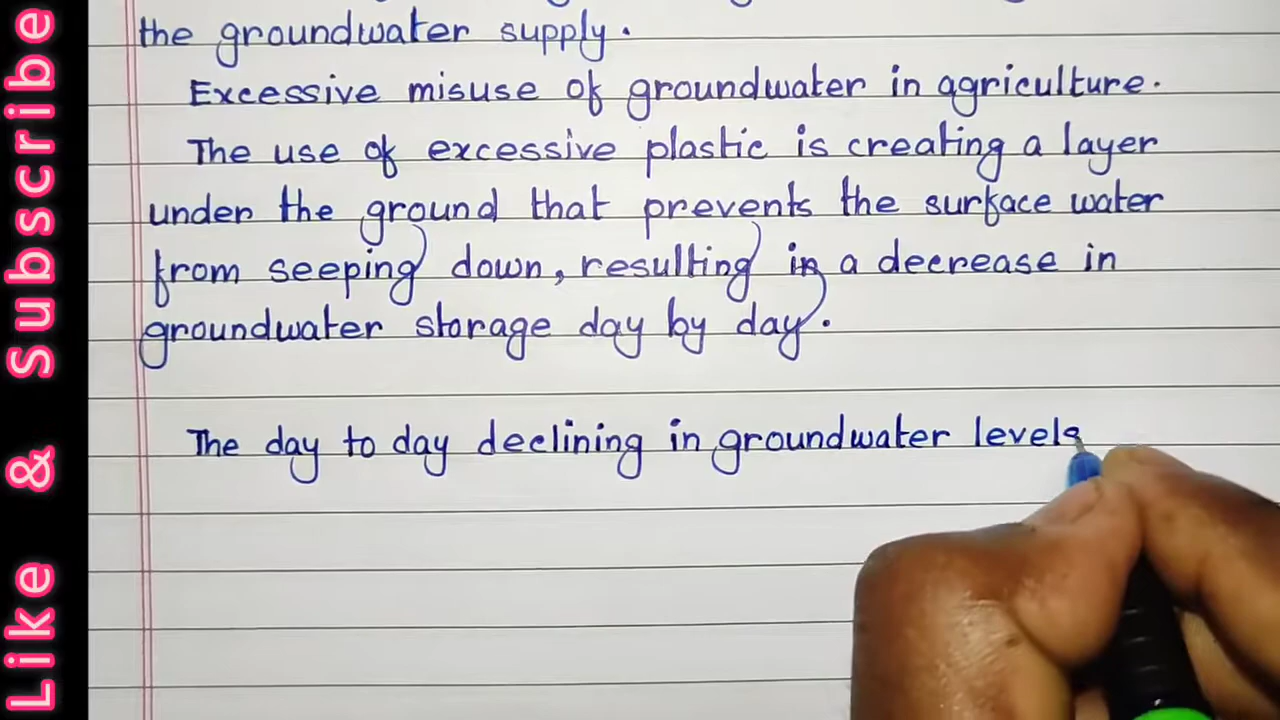 the groundwater supply.
Excessive misuse of groundwater in agriculture.
The use of excessive plastic is creating a layer
under the ground that prevents the surface water
from seeping down, resulting in a decrease in
groundwater storage day by day.
The day to day declining in groundwater levels
Like & Subscribe